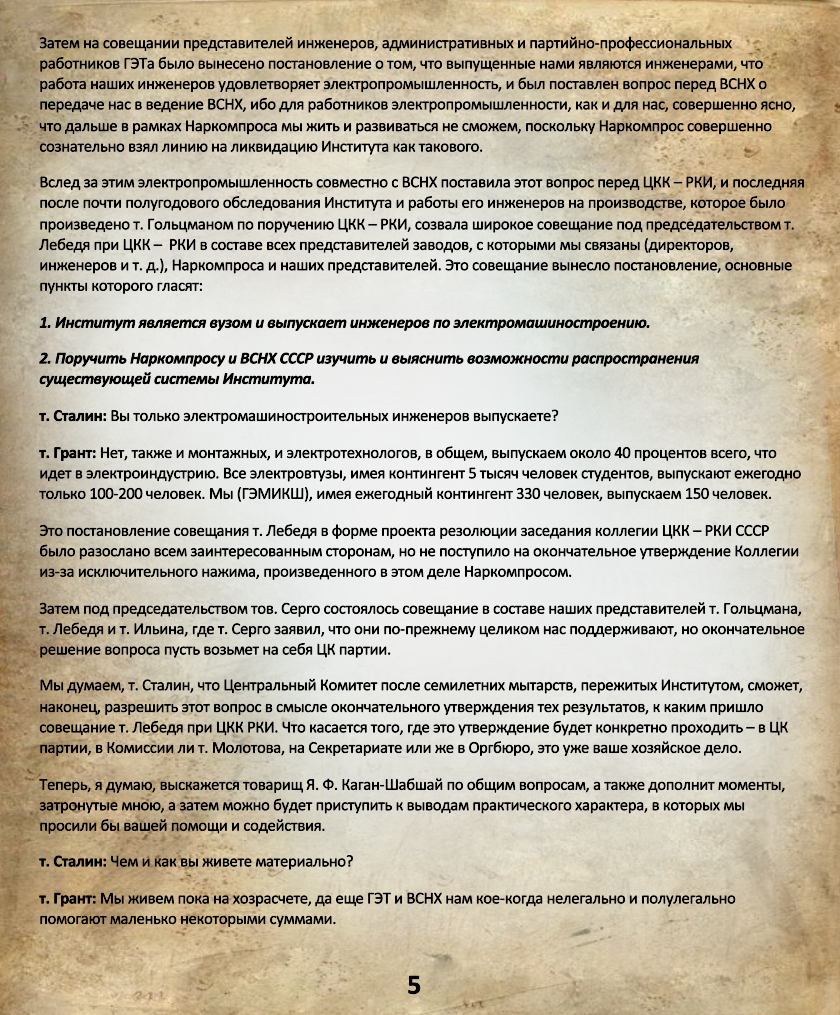 Затем на совещании представителей инженеров, административных и партийно-профессиональных
работников ГЭТа было вынесено постановление о том, что выпущенные нами являются инженерами, что
работа наших инженеров удовлетворяет электропромышленность, и был поставлен вопрос перед ВСНХ о
передаче нас в ведение ВСНХ, ибо для работников электропромышленности, как и для нас, совершенно ясно,
что дальше в рамках Наркомпроса мы жить и развиваться не сможем, поскольку Наркомпрос совершенно
сознательно взял линию на ликвидацию Института как такового.
Вслед за этим электропромышленность совместно с ВСНХ поставила этот вопрос перед ЦКК – РКИ, и последняя
после почти полугодового обследования Института и работы его инженеров на производстве, которое было
произведено т. Гольцманом по поручению ЦКК – РКИ, созвала широкое совещание под председательством т.
Лебедя при ЦКК – РКИ в составе всех представителей заводов, с которыми мы связаны (директоров,
инженеров и т. д.), Наркомпроса и наших представителей. Это совещание вынесло постановление, основные
пункты которого гласят:
1. Институт является вузом и выпускает инженеров по электромашиностроению.
2. Поручить Наркомпросу и ВСНХ СССР изучить и выяснить возможности распространения
существующей системы Института.
т. Сталин: Вы только электромашиностроительных инженеров выпускаете?
т. Грант: Нет, также и монтажных, и электротехнологов, в общем, выпускаем около 40 процентов всего, что
идет в электроиндустрию. Все электровтузы, имея контингент 5 тысяч человек студентов, выпускают ежегодно
только 100-200 человек. Мы (ГЭМИКШ), имея ежегодный контингент 330 человек, выпускаем 150 человек.
Это постановление совещания т. Лебедя в форме проекта резолюции заседания коллегии ЦКК – РКИ СССР
было разослано всем заинтересованным сторонам, но не поступило на окончательное утверждение Коллегии
из-за исключительного нажима, произведенного в этом деле Наркомпросом.
Затем под председательством тов. Серго состоялось совещание в составе наших представителей т. Гольцмана,
т. Лебедя и т. Ильина, где т. Серго заявил, что они по-прежнему целиком нас поддерживают, но окончательное
решение вопроса пусть возьмет на себя ЦК партии.
Мы думаем, т. Сталин, что Центральный Комитет после семилетних мытарств, пережитых Институтом, сможет,
наконец, разрешить этот вопрос в смысле окончательного утверждения тех результатов, к каким пришло
совещание т. Лебедя при ЦКК РКИ. Что касается того, где это утверждение будет конкретно проходить – в ЦК
партии, в Комиссии ли т. Молотова, на Секретариате или же в Оргбюро, это уже ваше хозяйское дело.
Теперь, я думаю, выскажется товарищ Я. Ф. Каган-Шабшай по общим вопросам, а также дополнит моменты,
затронутые мною, а затем можно будет приступить к выводам практического характера, в которых мы
просили бы вашей помощи и содействия.
т. Сталин: Чем и как вы живете материально?
т. Грант: Мы живем пока на хозрасчете, да еще ГЭТ и ВСНХ нам кое-когда нелегально и полулегально
помогают маленько некоторыми суммами.
5